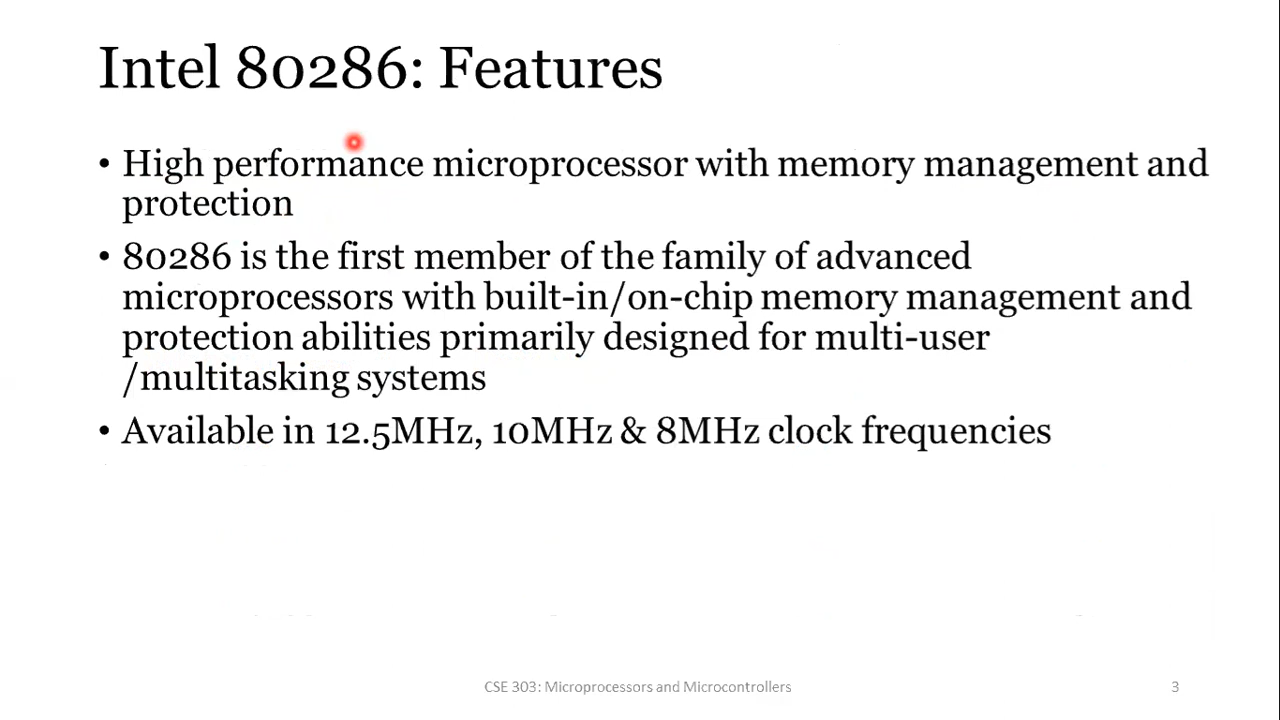 Intel 80286: Features
• High performance microprocessor with memory management and
protection
• 80286 is the first member of the family of advanced
microprocessors with built-in/on-chip memory management and
protection abilities primarily designed for multi-user
/multitasking systems
• Available in 12.5MHz, 10MHz & 8MHz clock frequencies
CSE 303: Microprocessors and Microcontrollers
3